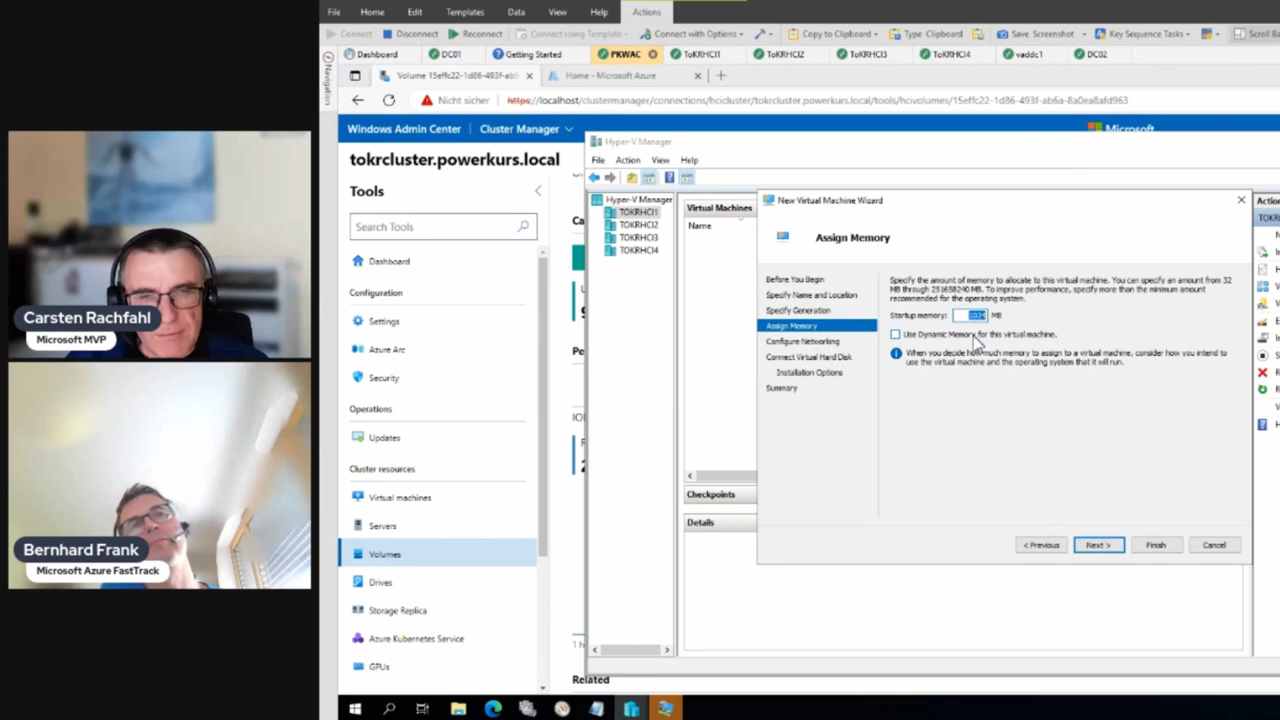 Carsten Rachfahl
Microsoft MVP
Bernhard Frank
Microsoft Azure FastTrack
File Home Edit Templates Data View Help Actions
Connect Disconnect Reconnect Connect using Template Connect with Options Copy to Clipboard Type Clipboard Save Screenshot Key Sequence Tasks
Navigation
Dashboard DC01 Getting Started PKWAC ToKRHCI1 ToKRHCI2 ToKRHCI3 ToKRHCI4 vaddc1 DC02
Volume 15effc22-1d86-493f-ab6 Home - Microsoft Azure
Nicht sicher https://localhost/clustermanager/connections/hcicluster/tokrcluster.powerkurs.local/tools/hcivolumes/15effc22-1d86-493f-ab6a-8a0ea8afd963
Windows Admin Center Cluster Manager Microsoft
tokrcluster.powerkurs.local
Tools
Search Tools
Dashboard
Configuration
Settings
Azure Arc
Security
Operations
Updates
Cluster resources
Virtual machines
Servers
Volumes
Drives
Storage Replica
Azure Kubernetes Service
GPUs
Related
Hyper-V Manager
File Action View Help
Hyper-V Manager
TOKRHCI1
TOKRHCI2
TOKRHCI3
TOKRHCI4
Virtual Machines
Name
Checkpoints
Details
New Virtual Machine Wizard
Assign Memory
Before You Begin
Specify Name and Location
Specify Generation
Assign Memory
Configure Networking
Connect Virtual Hard Disk
Installation Options
Summary
Specify the amount of memory to allocate to this virtual machine. You can specify an amount from 32
MB through 251658240 MB. To improve performance, specify more than the minimum amount
recommended for the operating system.
Startup memory: 1024 MB
Use Dynamic Memory for this virtual machine.
When you decide how much memory to assign to a virtual machine, consider how you intend to
use the virtual machine and the operating system that it will run.
< Previous Next > Finish Cancel